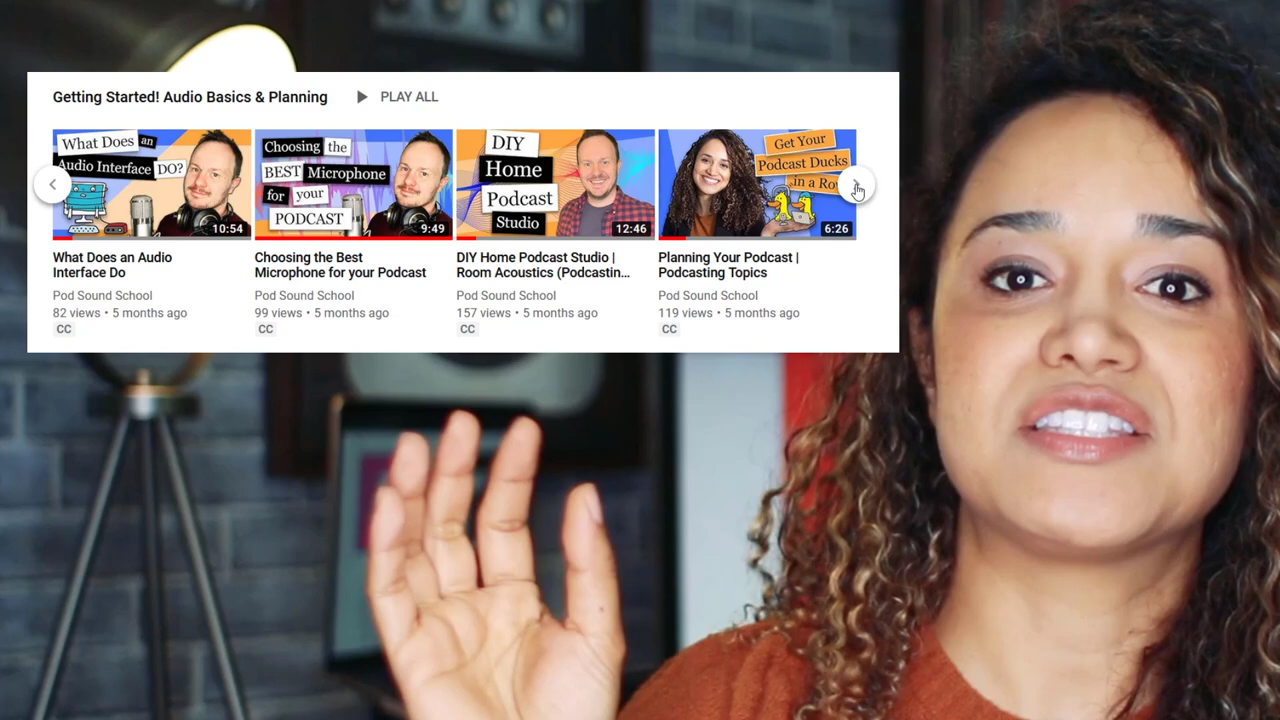 Getting Started! Audio Basics & Planning
PLAY ALL
What Does an
Audio Interface DO?
10:54
Choosing the
BEST Microphone
for your
PODCAST
9:49
DIY
Home
Podcast
Studio
12:46
Get Your
Podcast Ducks
in a Ro
6:26
What Does an Audio
Interface Do
Pod Sound School
82 views • 5 months ago
CC
Choosing the Best
Microphone for your Podcast
Pod Sound School
99 views • 5 months ago
CC
DIY Home Podcast Studio |
Room Acoustics (Podcastin...
Pod Sound School
157 views • 5 months ago
CC
Planning Your Podcast |
Podcasting Topics
Pod Sound School
119 views • 5 months ago
CC